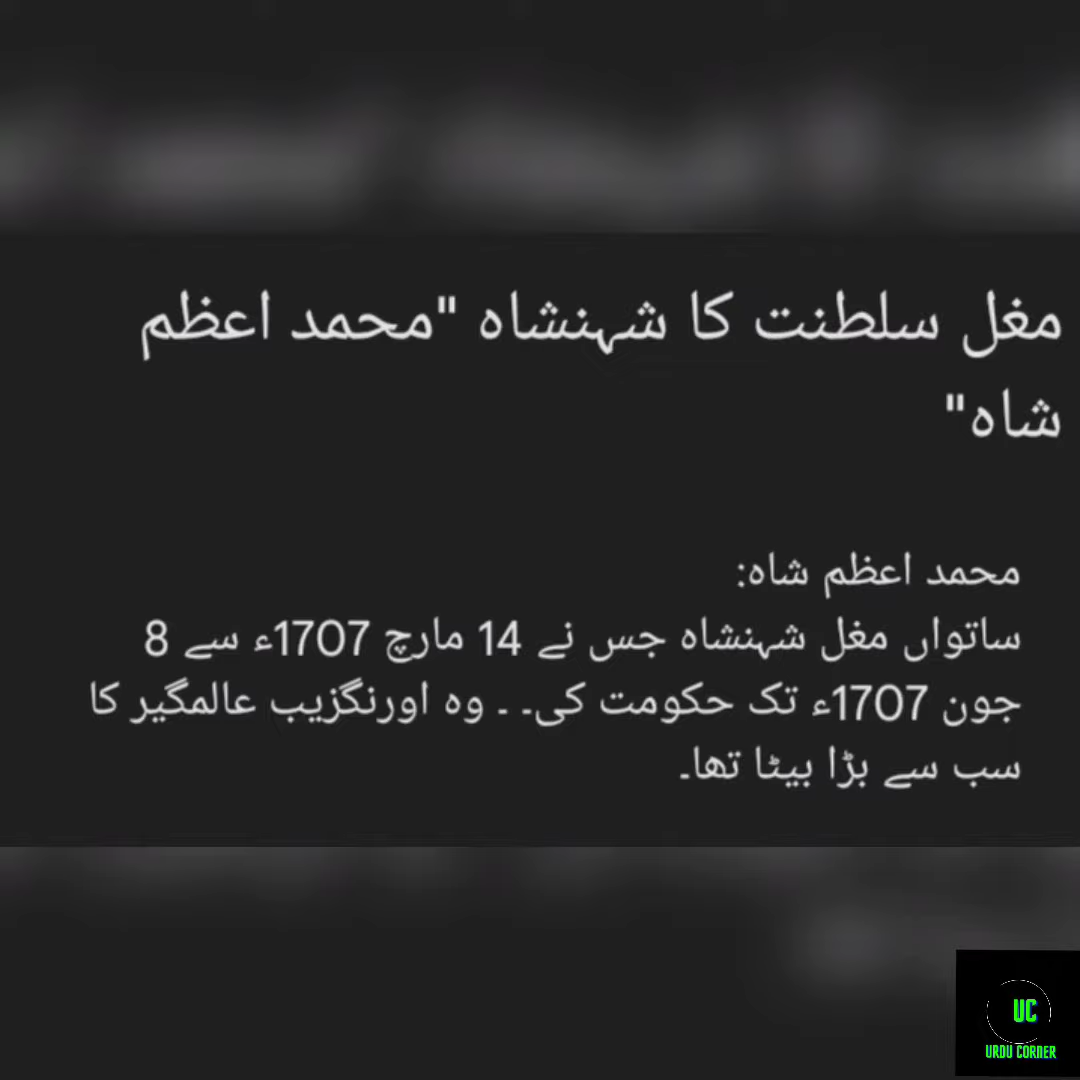 مغل سلطنت کا شہنشاہ "محمد اعظم
شاہ"
محمد اعظم شاہ:
ساتواں مغل شہنشاہ جس نے 14 مارچ 1707ء سے 8
جون 1707ء تک حکومت کی۔ ۔ وہ اورنگزیب عالمگیر کا
سب سے بڑا بیٹا تھا۔
UC
URDU CORNER